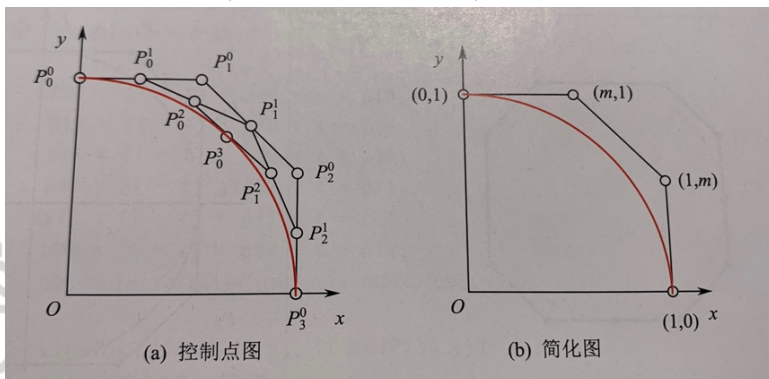 y
P_0^0
P_0^1
P_1^0
P_0^2
P_1^1
P_0^3
P_1^2
P_2^0
P_2^1
O
P_3^0
x
(a) 控制点图
y
(0,1)
(m,1)
(1,m)
O
(1,0)
x
(b) 简化图